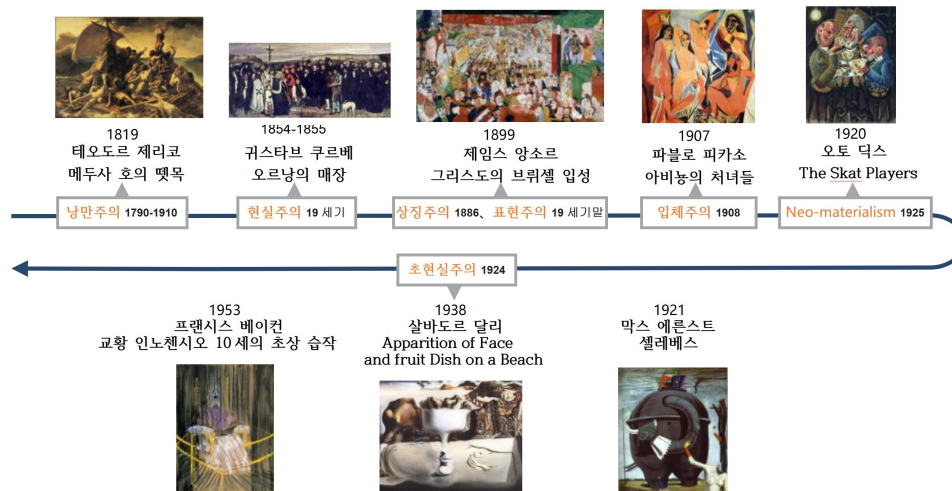 1819
테오도르 제리코
메두사 호의 뗏목
1854-1855
귀스타브 쿠르베
오르낭의 매장
1899
제임스 앙소르
그리스도의 브뤼셀 입성
1907
파블로 피카소
아비뇽의 처녀들
1920
오토 딕스
The Skat Players
낭만주의 1790-1910
현실주의 19 세기
상징주의 1886、표현주의 19 세기말
입체주의 1908
Neo-materialism 1925
초현실주의 1924
1953
프랜시스 베이컨
교황 인노첸시오 10세의 초상 습작
1938
살바도르 달리
Apparition of Face
and fruit Dish on a Beach
1921
막스 에른스트
셀레베스